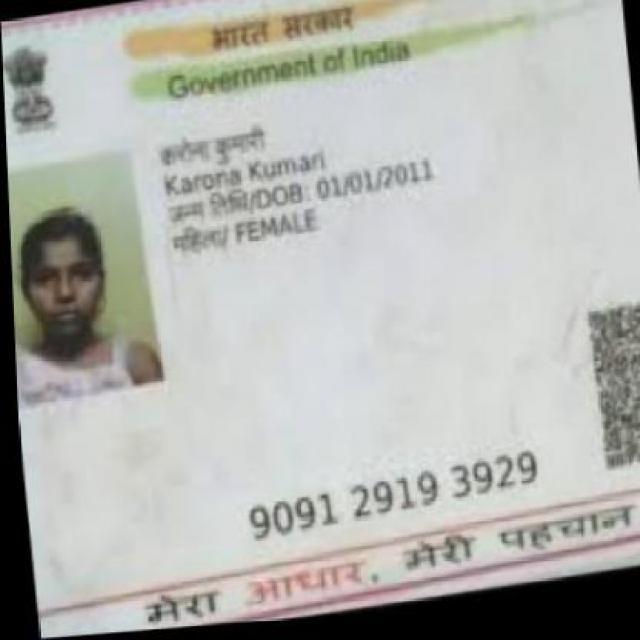 भारत सरकार
Government of India
करोना कुमारी
Karona Kumari
जन्म तिथि/DOB: 01/01/2011
महिला/ FEMALE
9091 2919 3929
मेरा आधार, मेरी पहचान